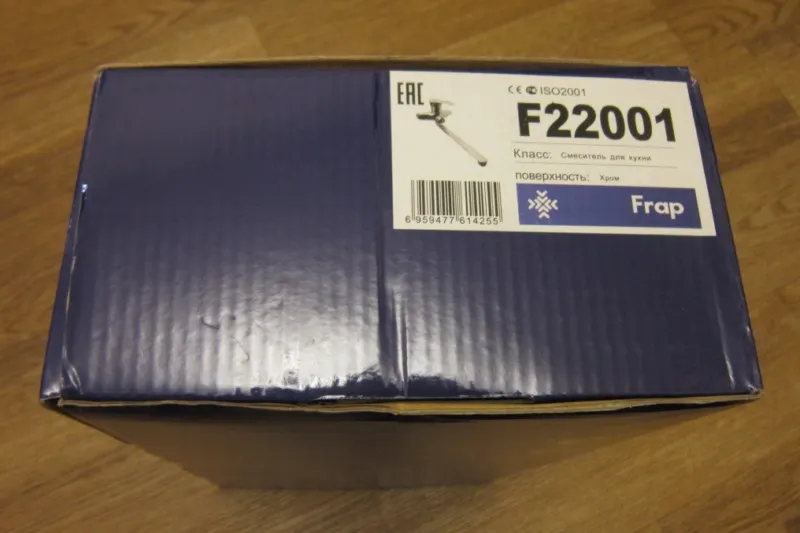 EAC
CE ISO2001
F22001
Класс: Смеситель для кухни
поверхность: Хром
Frap
6 959477 614255